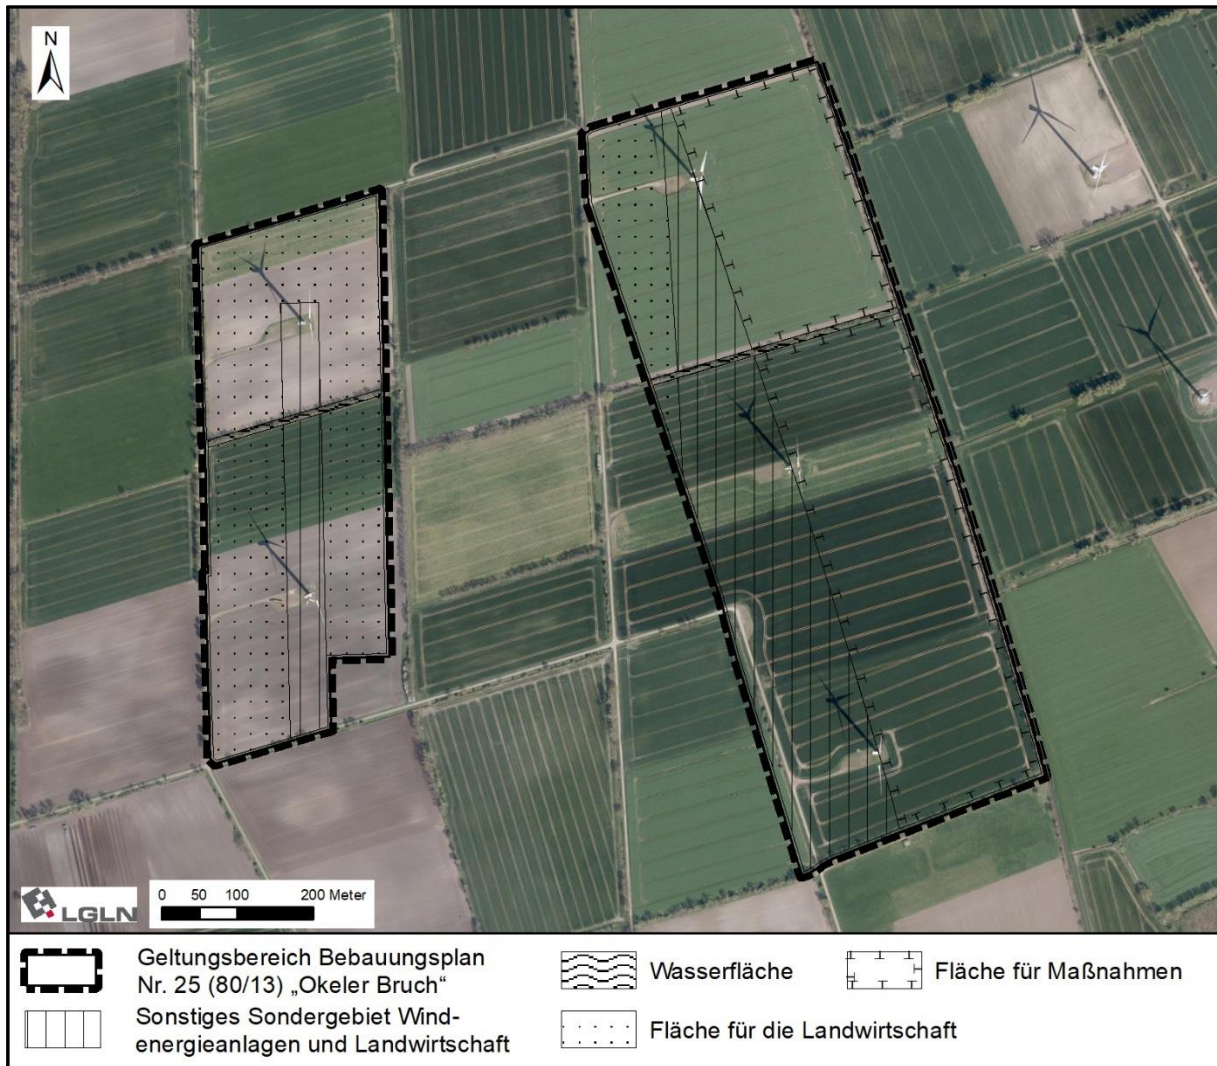 N
LGLN
0 50 100 200 Meter
Geltungsbereich Bebauungsplan
Nr. 25 (80/13) „Okeler Bruch“
Sonstiges Sondergebiet Wind-
energieanlagen und Landwirtschaft
Wasserfläche
Fläche für die Landwirtschaft
Fläche für Maßnahmen